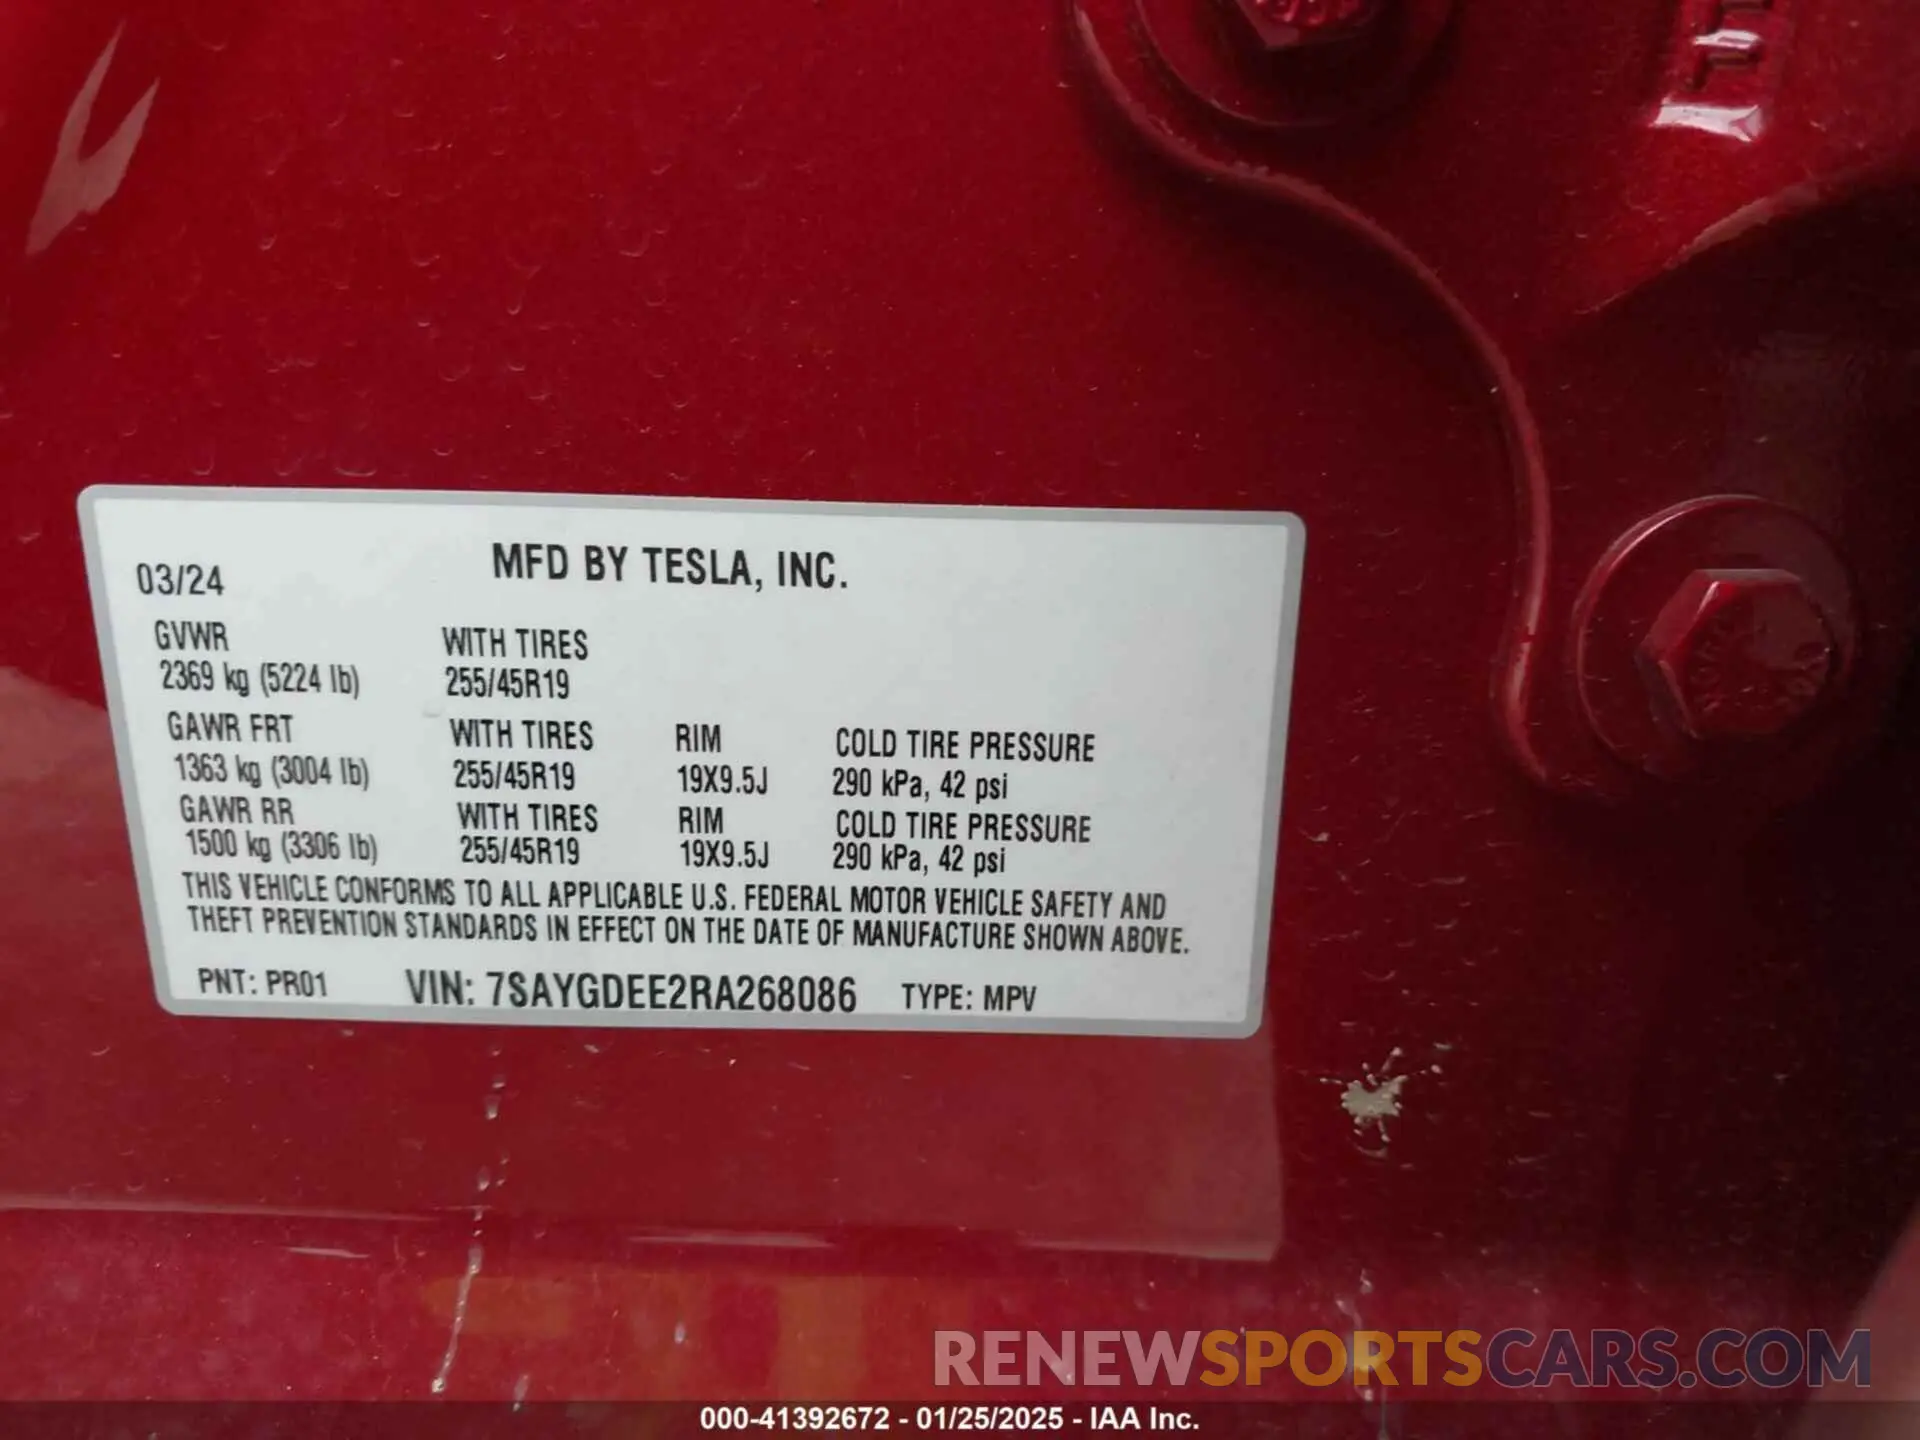 03/24 MFD BY TESLA, INC.
GVWR WITH TIRES
2369 kg (5224 lb) 255/45R19
GAWR FRT WITH TIRES RIM COLD TIRE PRESSURE
1363 kg (3004 lb) 255/45R19 19X9.5J 290 kPa, 42 psi
GAWR RR WITH TIRES RIM COLD TIRE PRESSURE
1500 kg (3306 lb) 255/45R19 19X9.5J 290 kPa, 42 psi
THIS VEHICLE CONFORMS TO ALL APPLICABLE U.S. FEDERAL MOTOR VEHICLE SAFETY AND
THEFT PREVENTION STANDARDS IN EFFECT ON THE DATE OF MANUFACTURE SHOWN ABOVE.
PNT: PR01 VIN: 7SAYGDEE2RA268086 TYPE: MPV
RENEWSPORTSCARS.COM
000-41392672 - 01/25/2025 - IAA Inc.